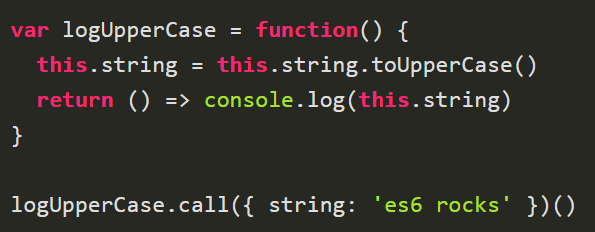 var logUpperCase = function() {
  this.string = this.string.toUpperCase()
  return () => console.log(this.string)
}

logUpperCase.call({ string: 'es6 rocks' })()